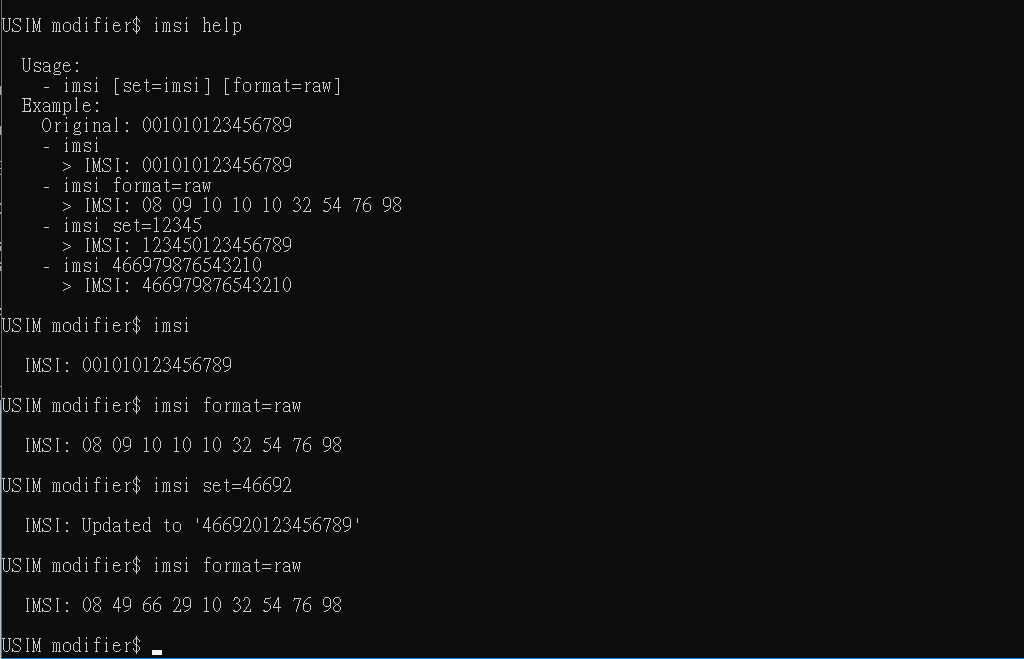 USIM modifier$ imsi help
Usage:
- imsi [set=imsi] [format=raw]
Example:
Original: 001010123456789
- imsi
> IMSI: 001010123456789
- imsi format=raw
> IMSI: 08 09 10 10 10 32 54 76 98
- imsi set=12345
> IMSI: 123450123456789
- imsi 466979876543210
> IMSI: 466979876543210
USIM modifier$ imsi
IMSI: 001010123456789
USIM modifier$ imsi format=raw
IMSI: 08 09 10 10 10 32 54 76 98
USIM modifier$ imsi set=46692
IMSI: Updated to '466920123456789'
USIM modifier$ imsi format=raw
IMSI: 08 49 66 29 10 32 54 76 98
USIM modifier$